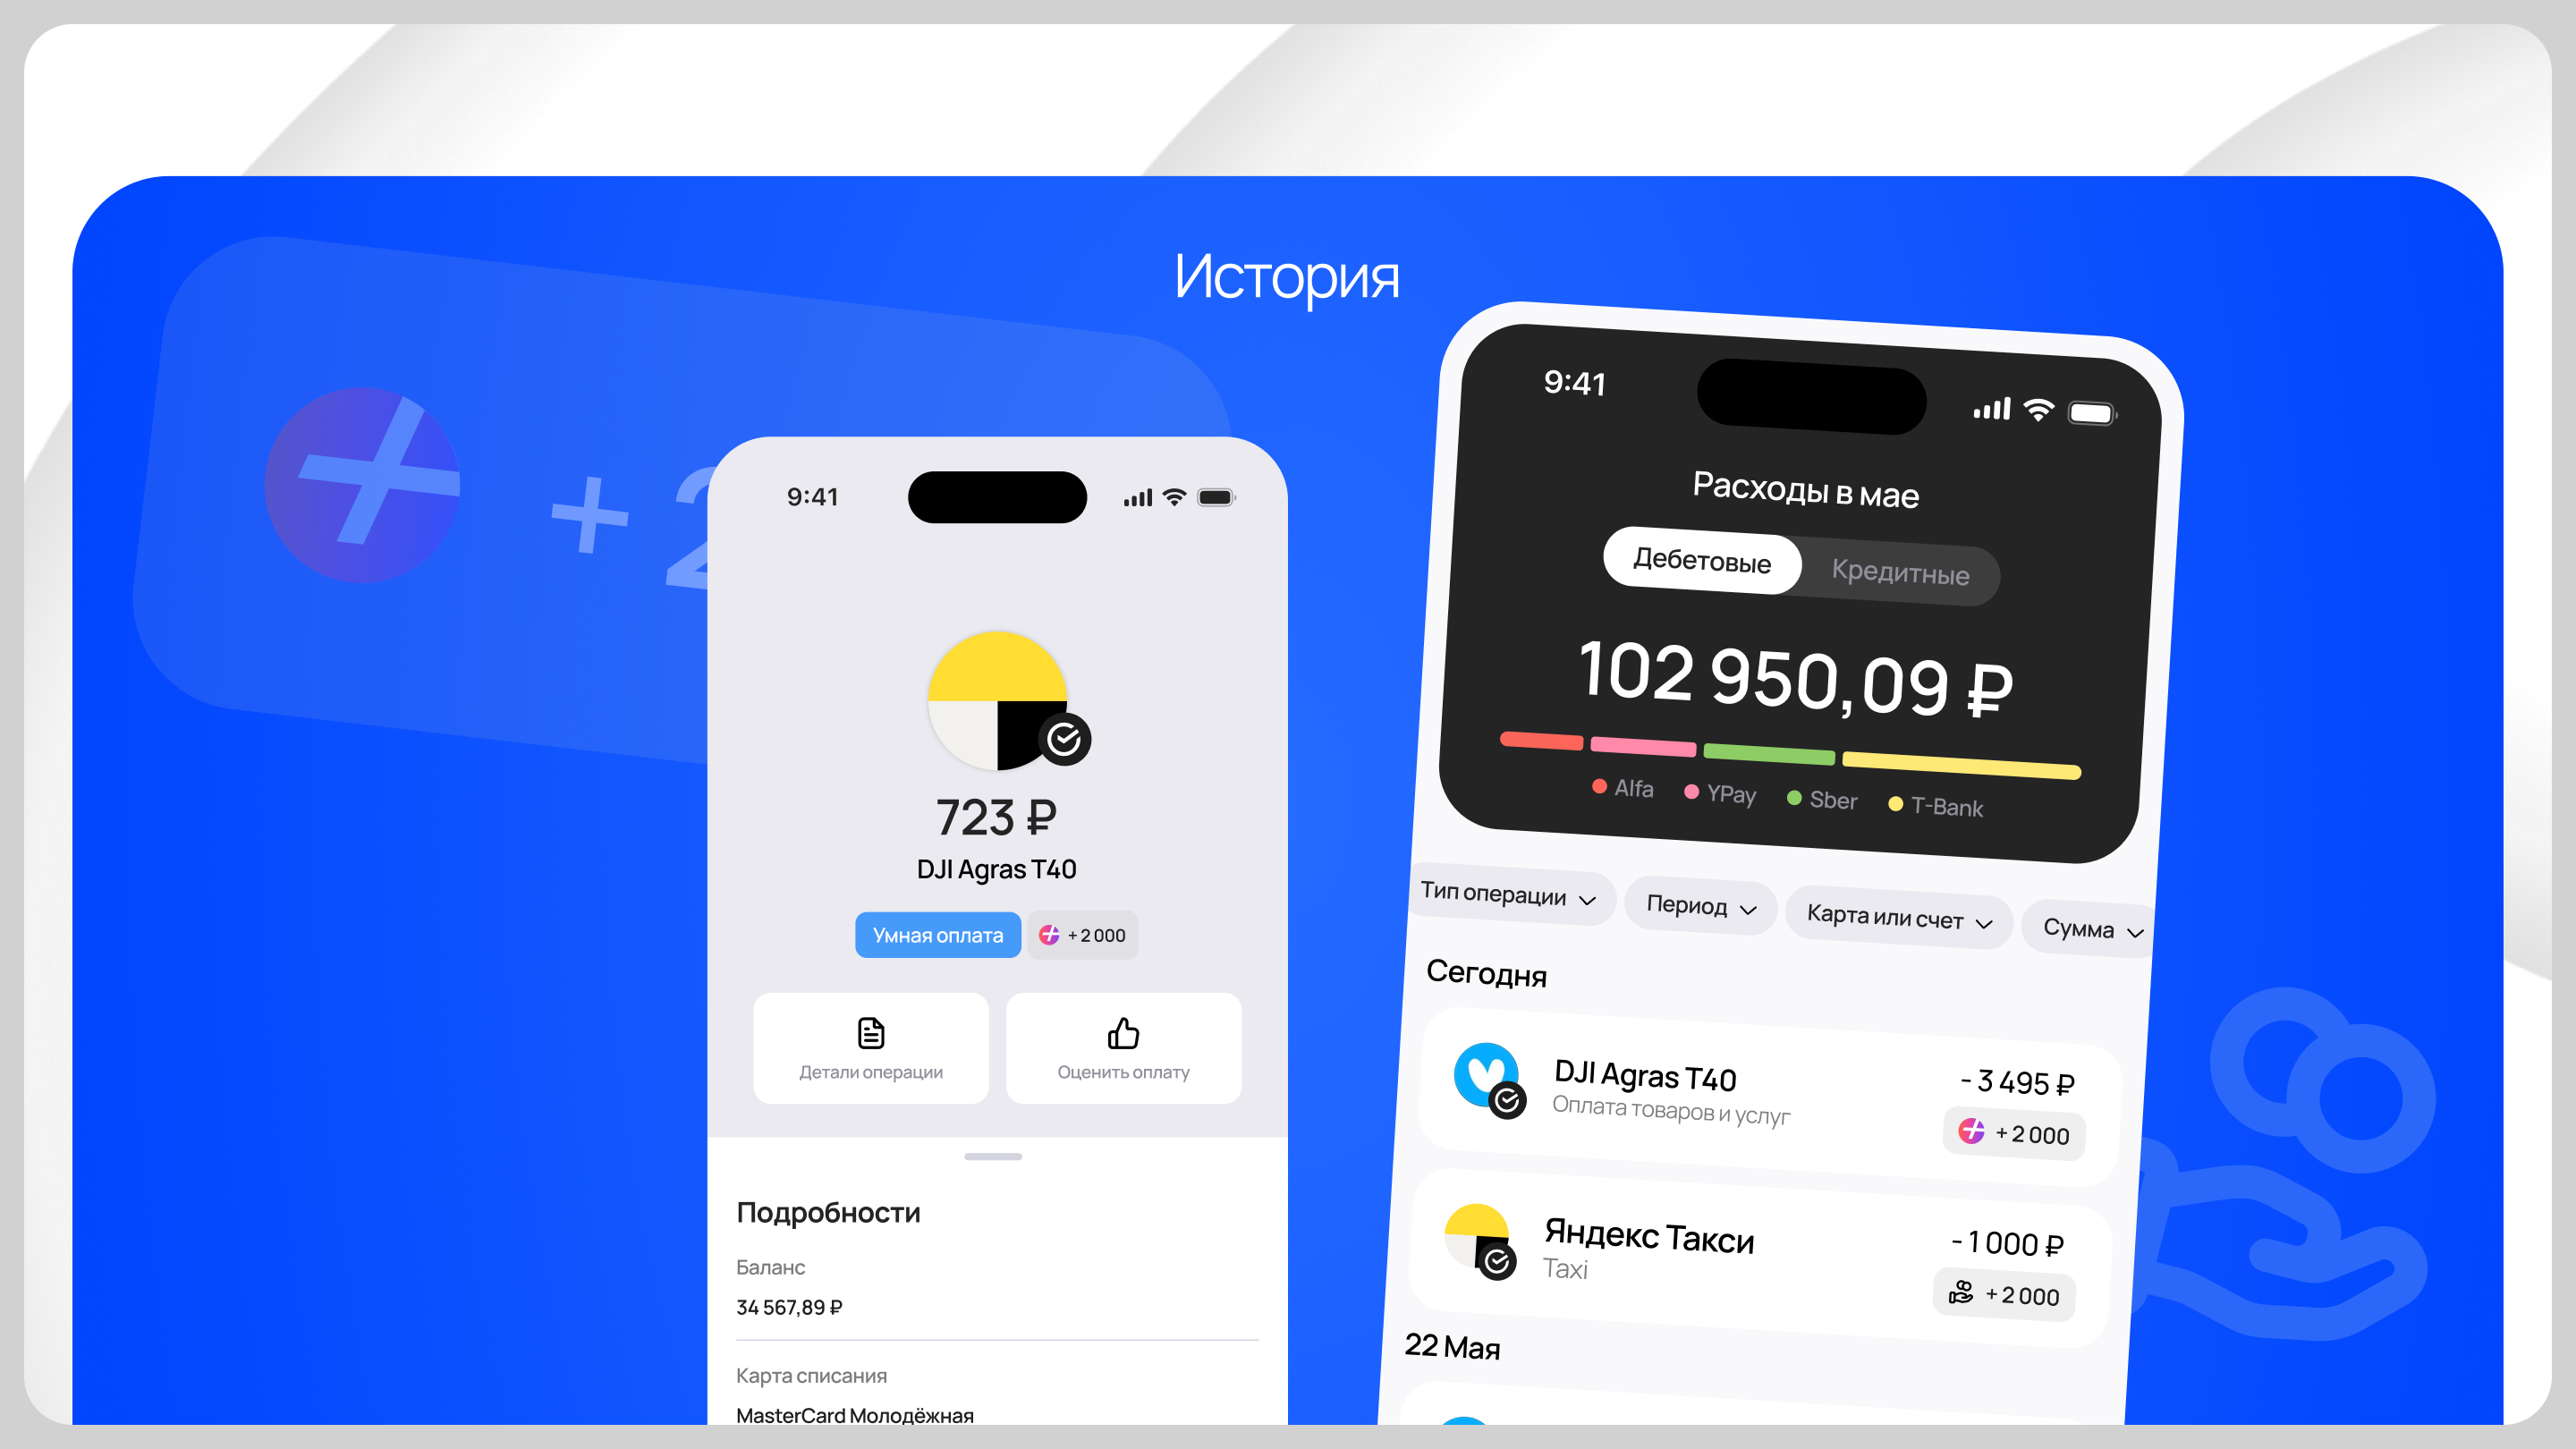 История
+ 2
9:41
723 ₽
DJI Agras T40
Умная оплата
+ 2 000
Детали операции
Оценить оплату
Подробности
Баланс
34 567,89 ₽
Карта списания
MasterCard Молодёжная
9:41
Расходы в мае
Дебетовые
Кредитные
102 950,09 ₽
Alfa
YPay
Sber
T-Bank
Тип операции
Период
Карта или счет
Сумма
Сегодня
DJI Agras T40
- 3 495 ₽
Оплата товаров и услуг
+ 2 000
Яндекс Такси
- 1 000 ₽
Taxi
+ 2 000
22 Мая